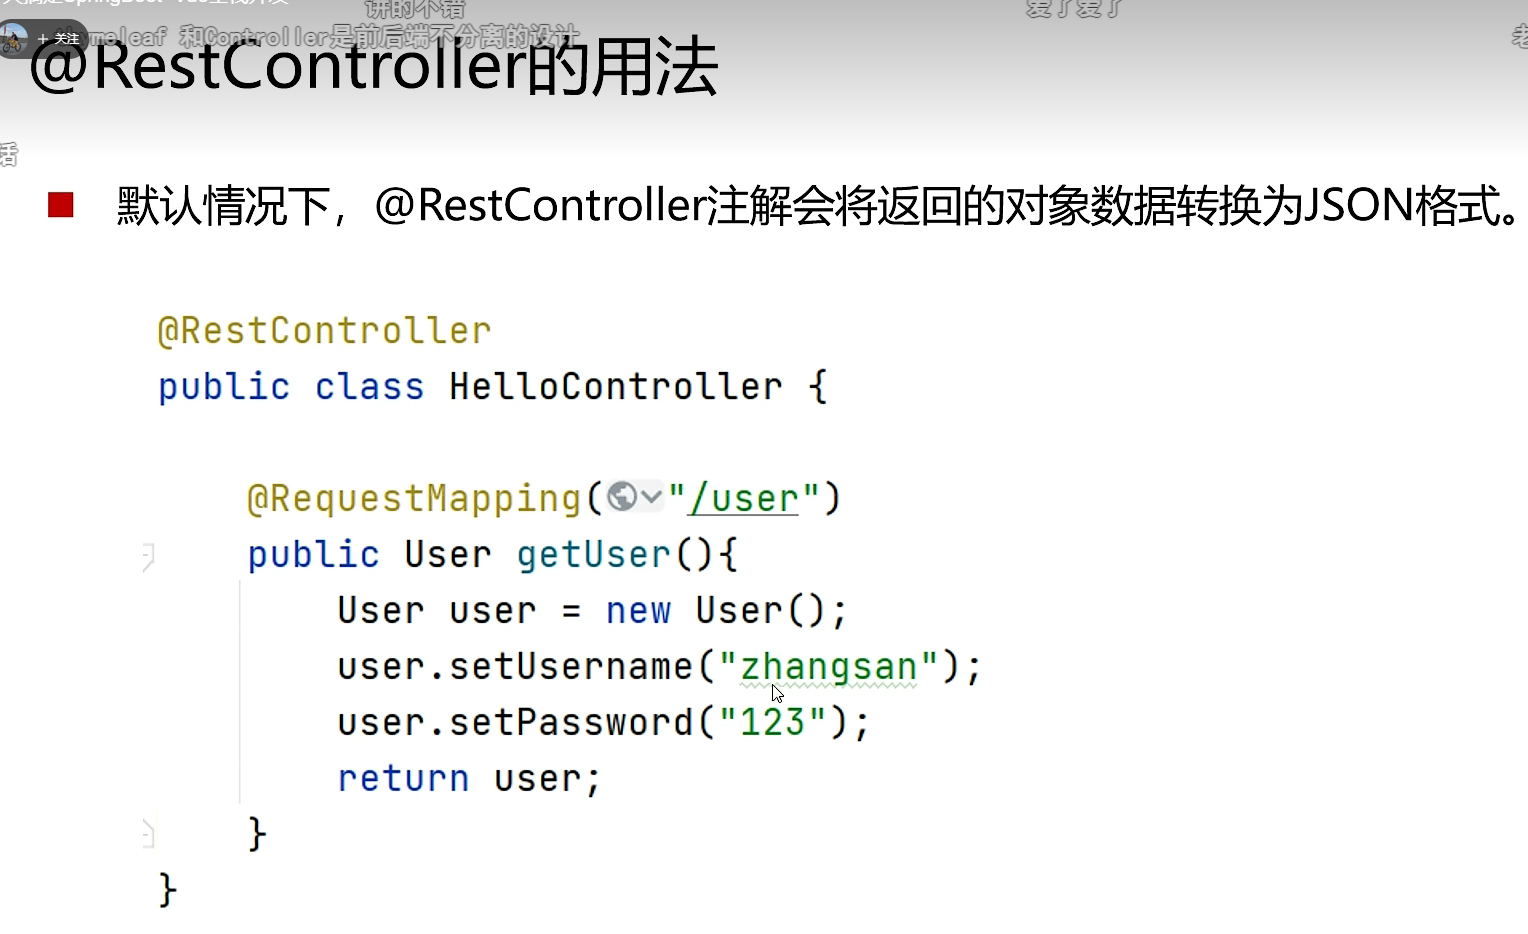 讲的不错
爱了爱了
+ 关注
meleaf 和Controller是前后端不分离的设计
@RestController的用法
话
默认情况下，@RestController注解会将返回的对象数据转换为JSON格式。
@RestController
public class HelloController {
@RequestMapping("/user")
public User getUser(){
User user = new User();
user.setUsername("zhangsan");
user.setPassword("123");
return user;
}
}